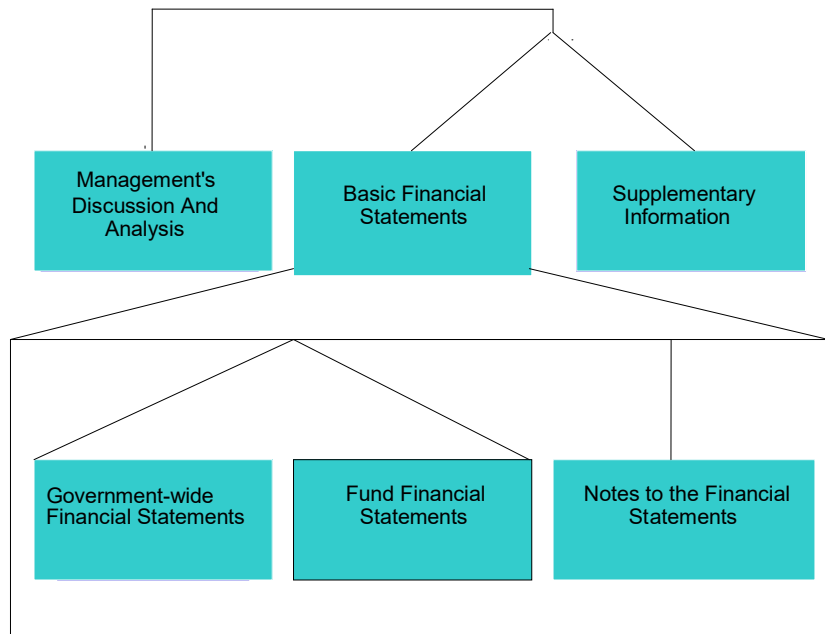 Management's
Discussion And
Analysis
Basic Financial
Statements
Supplementary
Information
Government-wide
Financial Statements
Fund Financial
Statements
Notes to the Financial
Statements